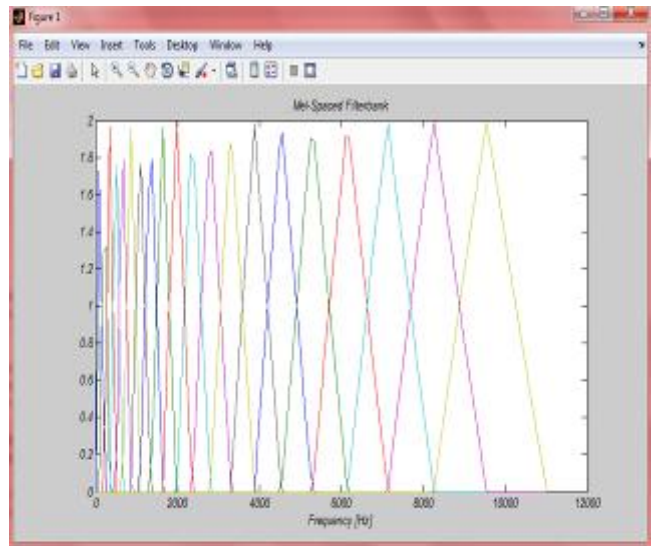 Figure 1
File Edit View Insert Tools Desktop Window Help
Mel-Spaced Filterbank
2
1.8
1.6
1.4
1.2
1
0.8
0.6
0.4
0.2
0
0 2000 4000 6000 8000 10000 12000
Frequency [Hz]